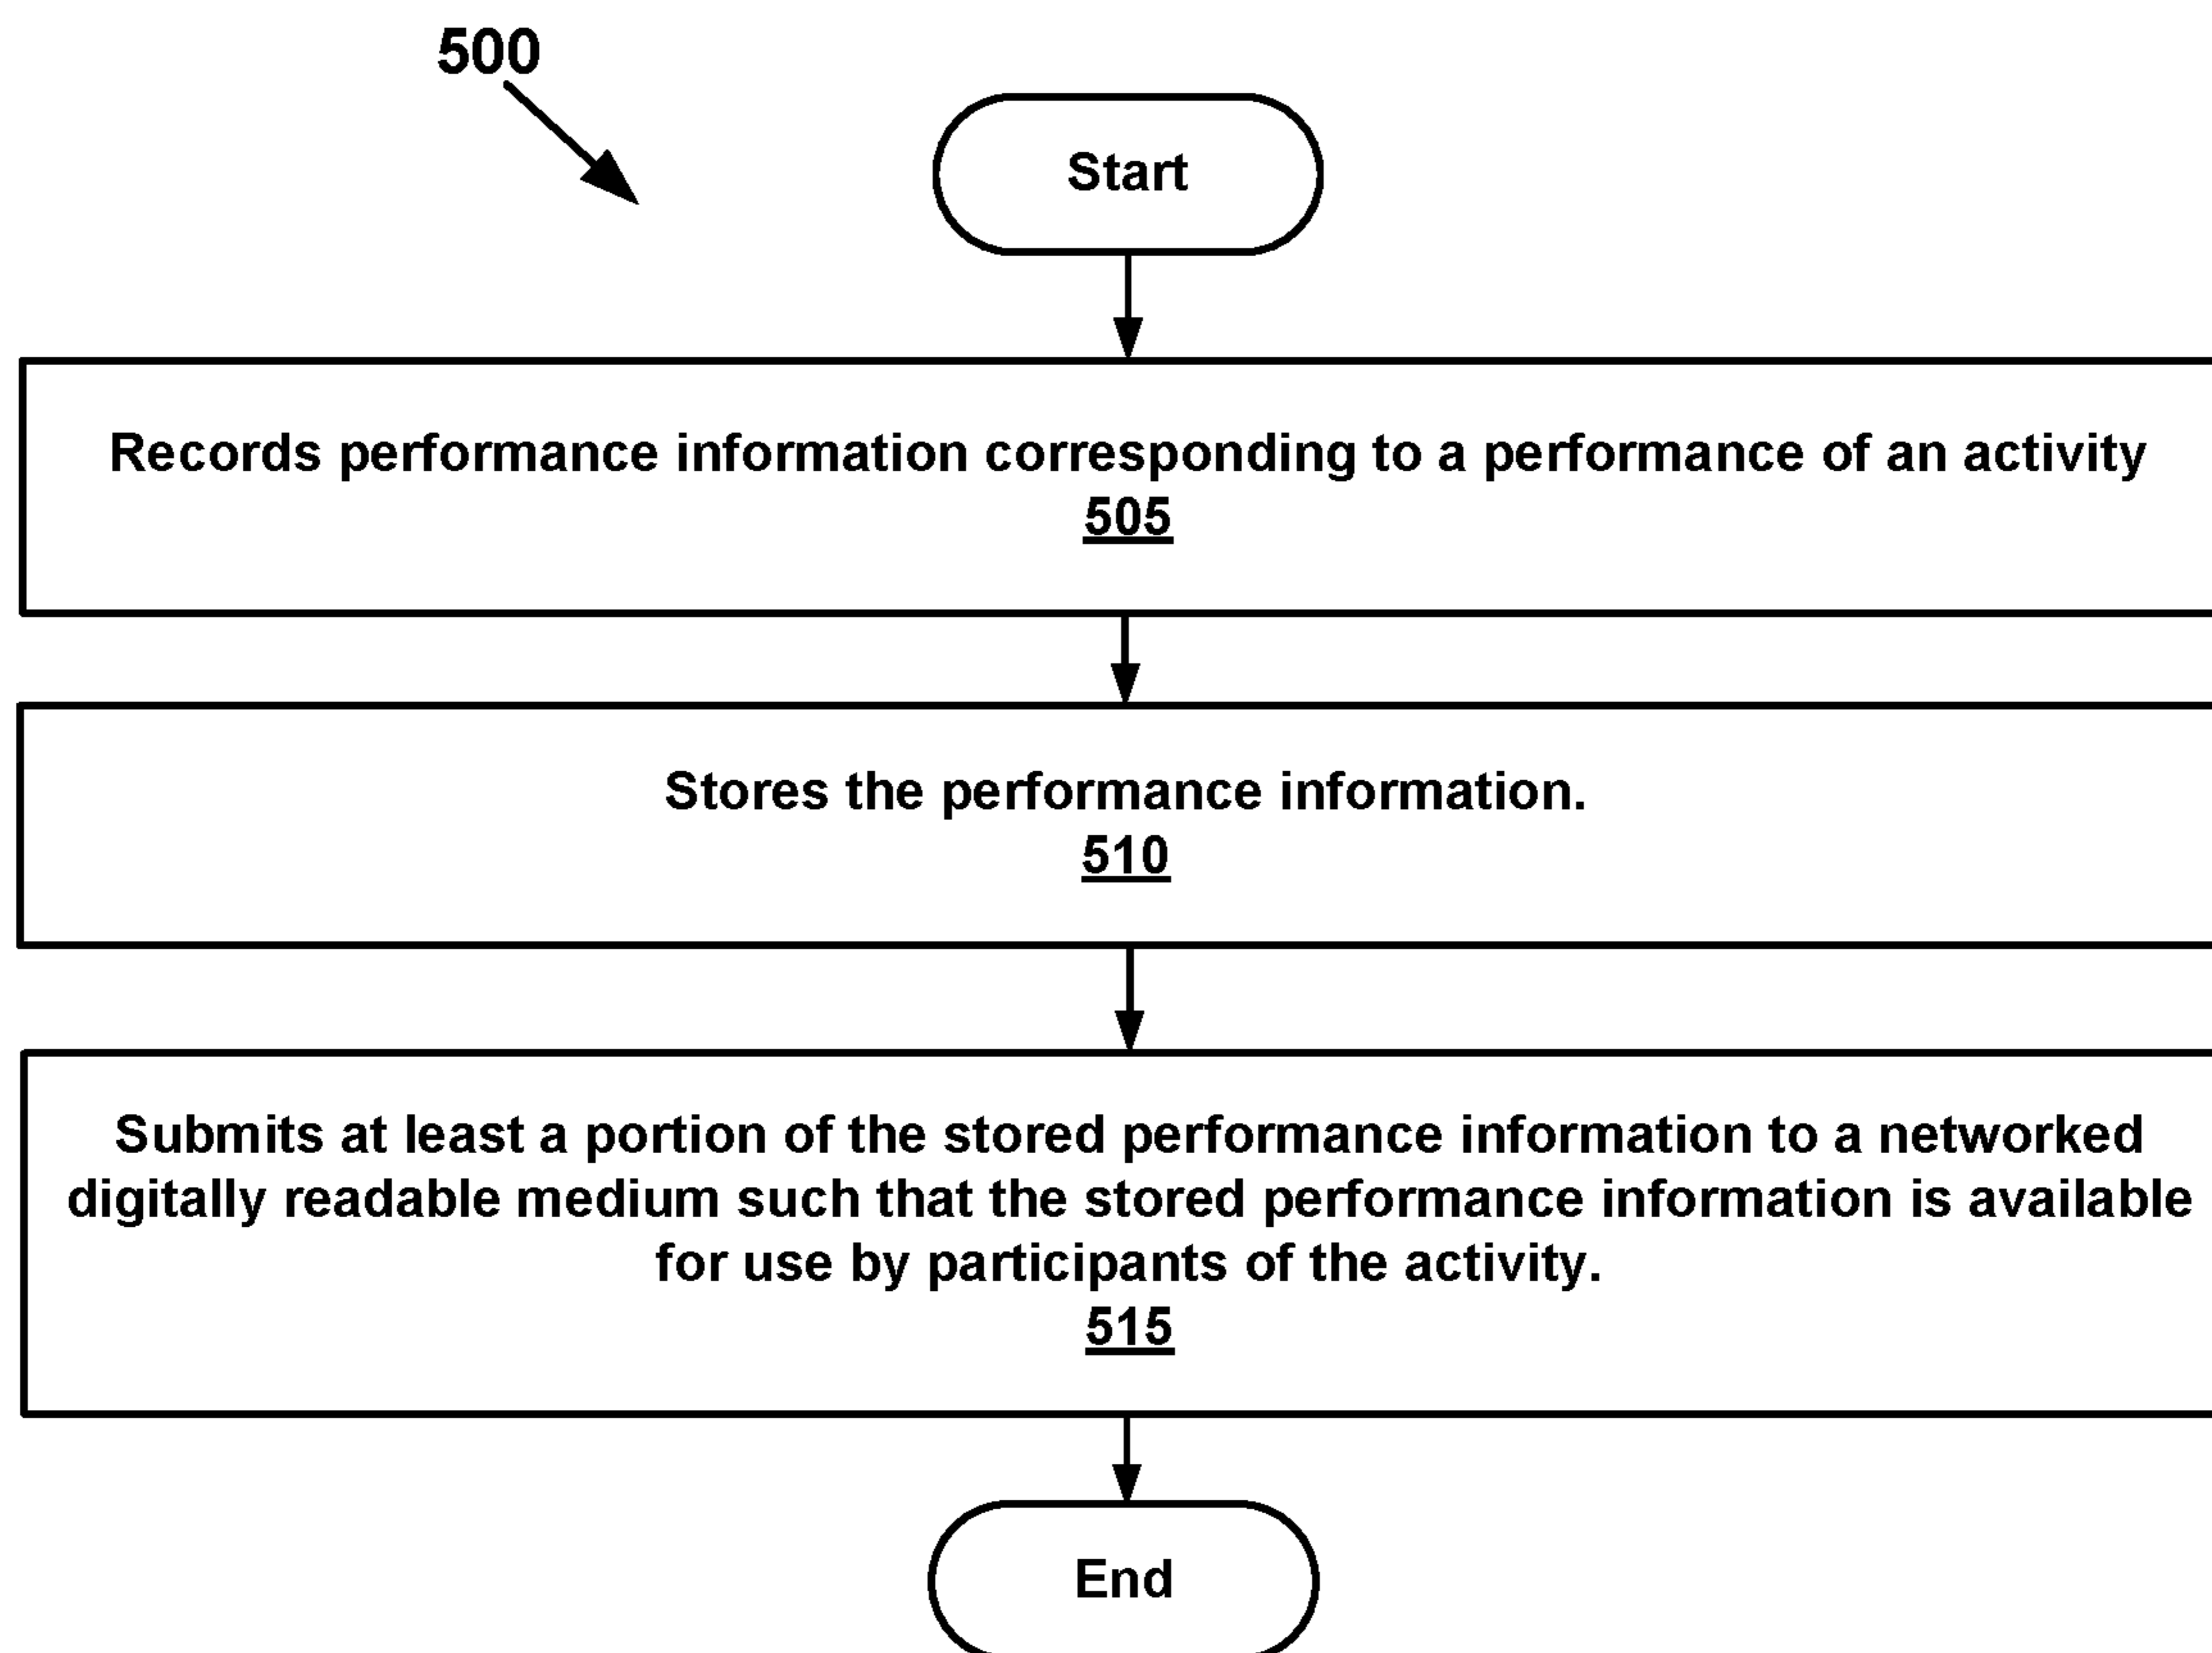 500
Start
Records performance information corresponding to a performance of an activity
505
Stores the performance information.
510
Submits at least a portion of the stored performance information to a networked
digitally readable medium such that the stored performance information is available
for use by participants of the activity.
515
End